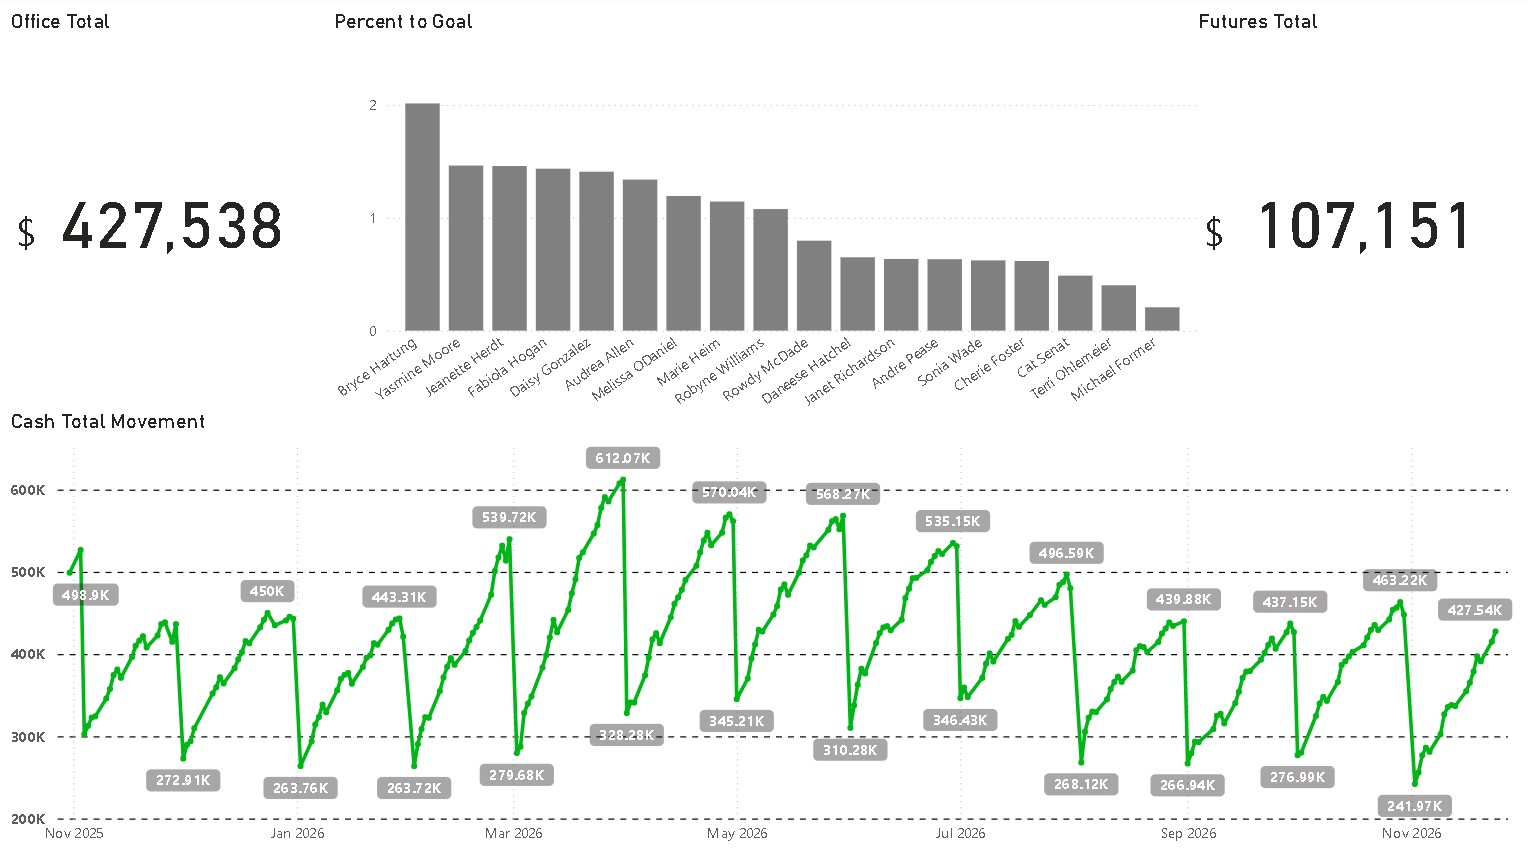 Office Total
Percent to Goal
Futures Total
$ 427,538
2
1
0
Bryce Hartung
Yasmine Moore
Jeanette Herdt
Fabiola Hogan
Daisy Gonzalez
Audrea Allen
Melissa ODaniel
Marie Heim
Robyne Williams
Rowdy McDade
Daneese Hatchel
Janet Richardson
Andre Pease
Sonia Wade
Cherie Foster
Cat Senat
Terri Ohlemeier
Michael Former
$ 107,151
Cash Total Movement
600K
500K
400K
300K
200K
498.9K
272.91K
450K
263.76K
443.31K
263.72K
539.72K
279.68K
612.07K
328.28K
570.04K
345.21K
568.27K
310.28K
535.15K
346.43K
496.59K
268.12K
439.88K
266.94K
437.15K
276.99K
463.22K
241.97K
427.54K
Nov 2025
Jan 2026
Mar 2026
May 2026
Jul 2026
Sep 2026
Nov 2026